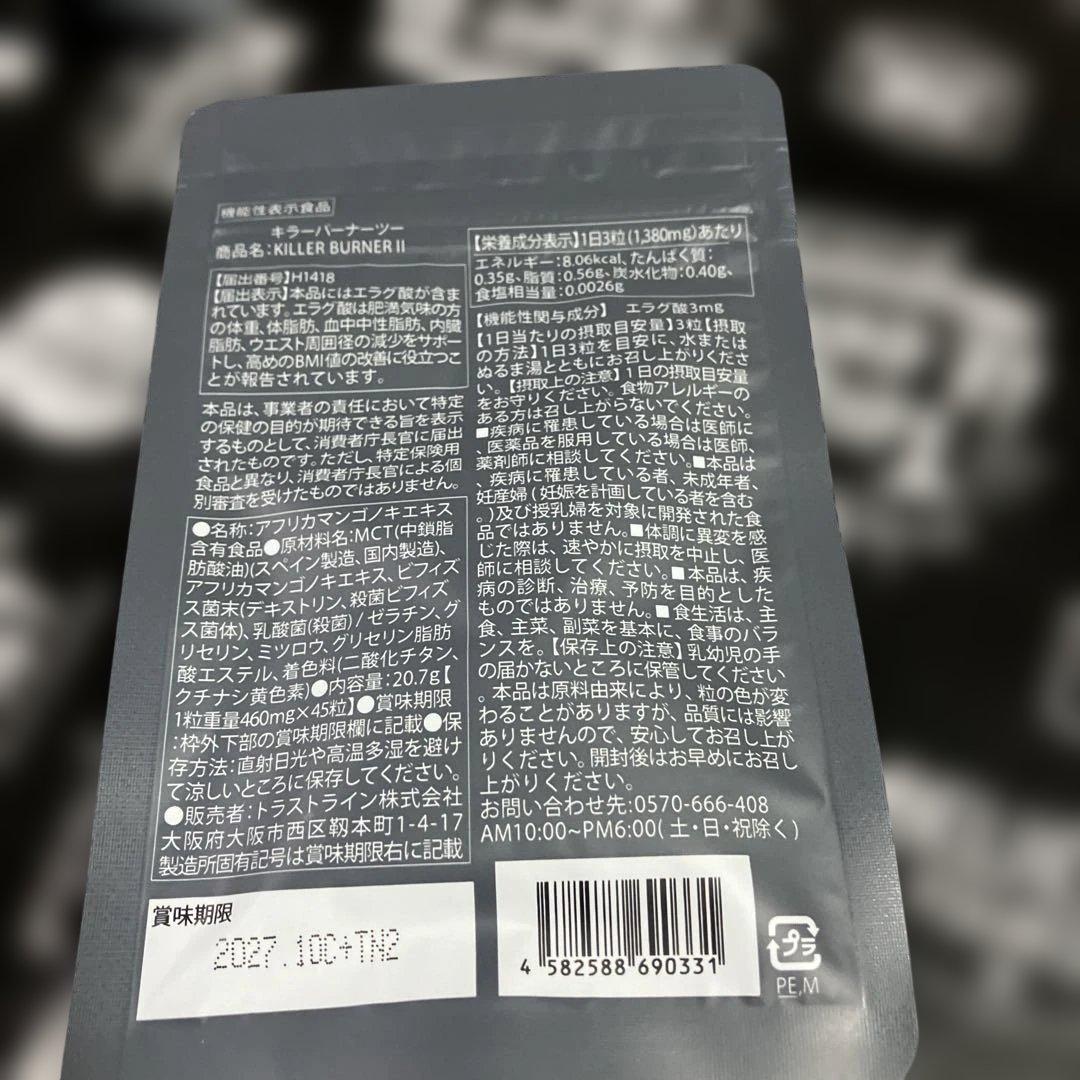 機能性表示食品
キラーバーナーツー
商品名:KILLER BURNER II
【届出番号】H1418
【届出表示】本品にはエラグ酸が含ま
れています。エラグ酸は肥満気味の方
の体重、体脂肪、血中中性脂肪、内臓
脂肪、ウエスト周囲径の減少をサポー
トし、高めのBMI値の改善に役立つこ
とが報告されています。
本品は、事業者の責任において特定
の保健の目的が期待できる旨を表示
するものとして、消費者庁長官に届出
されたものです。ただし、特定保険用
食品と異なり、消費者庁長官による個
別審査を受けたものではありません。
●名称:アフリカマンゴノキエキス
含有食品●原材料名:MCT(中鎖脂
肪酸油)(スペイン製造、国内製造)、
アフリカマンゴノキエキス、ビフィズ
ス菌末(デキストリン、殺菌ビフィズ
ス菌体)、乳酸菌(殺菌)/ゼラチン、グ
リセリン、ミツロウ、グリセリン脂肪
酸エステル、着色料(二酸化チタン、
クチナシ黄色素)●内容量:20.7g【
1粒重量460mg×45粒】●賞味期限
:枠外下部の賞味期限欄に記載●保
存方法:直射日光や高温多湿を避け
て涼しいところに保存してください。
●販売者:トラストライン株式会社
大阪府大阪市西区靱本町1-4-17
製造所固有記号は賞味期限右に記載
【栄養成分表示】1日3粒(1,380mg)あたり
エネルギー:8.06kcal、たんぱく質:
0.35g、脂質:0.56g、炭水化物:0.40g、
食塩相当量:0.0026g
【機能性関与成分】 エラグ酸3mg
【1日当たりの摂取目安量】3粒【摂取
の方法】1日3粒を目安に、水または
ぬるま湯とともにお召し上がりくださ
い。【摂取上の注意】1日の摂取目安量
をお守りください。食物アレルギーの
ある方は召し上がらないでください。
■疾病に罹患している場合は医師に
、医薬品を服用している場合は医師、
薬剤師に相談してください。■本品は
、疾病に罹患している者、未成年者、
妊産婦(妊娠を計画している者を含む
。)及び授乳婦を対象に開発された食
品ではありません。■体調に異変を感
じた際は、速やかに摂取を中止し、医
師に相談してください。■本品は、疾
病の診断、治療、予防を目的とした
ものではありません。■食生活は、主
食、主菜、副菜を基本に、食事のバラ
ンスを。【保存上の注意】乳幼児の手
の届かないところに保管してください
。本品は原料由来により、粒の色が変
わることがありますが、品質には影響
ありませんので、安心してお召し上が
りください。開封後はお早めにお召し
上がりください。
お問い合わせ先:0570-666-408
AM10:00~PM6:00(土・日・祝除く)
賞味期限
2027.10C+TN2
4 582588 690331
プラ
PE,M